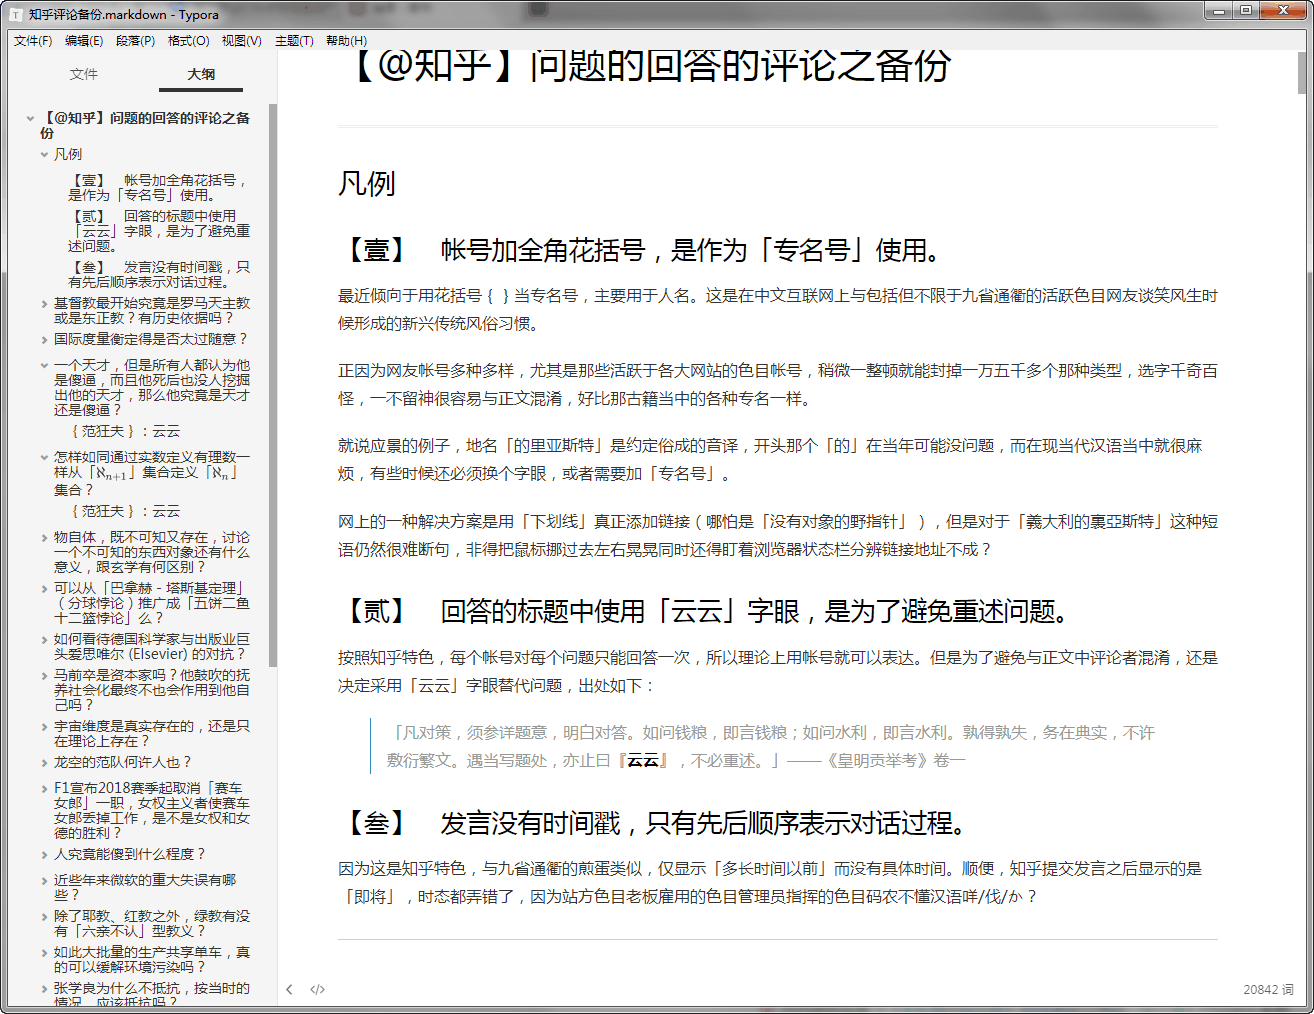 知乎评论备份.markdown - Typora
文件(F) 编辑(E) 段落(P) 格式(O) 视图(V) 主题(T) 帮助(H)
文件 大纲
【@知乎】问题的回答的评论之备
份
凡例
【壹】 帐号加全角花括号，
是作为「专名号」使用。
【贰】 回答的标题中使用
「云云」字眼，是为了避免重
述问题。
【叁】 发言没有时间戳，只
有先后顺序表示对话过程。
基督教最开始究竟是罗马天主教
或是东正教？有历史依据吗？
国际度量衡定得是否太过随意？
一个天才，但是所有人都认为他
是傻逼，而且他死后也没人挖掘
出他的天才，那么他究竟是天才
还是傻逼？
｛范狂夫｝：云云
怎样如同通过实数定义有理数一
样从「ℵn+1」集合定义「ℵn」
集合？
｛范狂夫｝：云云
物自体，既不可知又存在，讨论
一个不可知的东西对象还有什么
意义，跟玄学有何区别？
可以从「巴拿赫－塔斯基定理」
（分球悖论）推广成「五饼二鱼
十二篮悖论」么？
如何看待德国科学家与出版业巨
头爱思唯尔 (Elsevier) 的对抗？
马前卒是资本家吗？他鼓吹的抚
养社会化最终不也会作用到他自
己吗？
宇宙维度是真实存在的，还是只
在理论上存在？
龙空的范队何许人也？
F1宣布2018赛季起取消「赛车
女郎」一职，女权主义者使赛车
女郎丢掉工作，是不是女权和女
德的胜利？
人究竟能傻到什么程度？
近些年来微软的重大失误有哪
些？
除了耶教、红教之外，绿教有没
有「六亲不认」型教义？
如此大批量的生产共享单车，真
的可以缓解环境污染吗？
张学良为什么不抵抗，按当时的
情况，应该抵抗吗？
【@知乎】问题的回答的评论之备份
凡例
【壹】 帐号加全角花括号，是作为「专名号」使用。
最近倾向于用花括号｛ ｝当专名号，主要用于人名。这是在中文互联网上与包括但不限于九省通衢的活跃色目网友谈笑风生时
候形成的新兴传统风俗习惯。
正因为网友帐号多种多样，尤其是那些活跃于各大网站的色目帐号，稍微一整顿就能封掉一万五千多个那种类型，选字千奇百
怪，一不留神很容易与正文混淆，好比那古籍当中的各种专名一样。
就说应景的例子，地名「的里亚斯特」是约定俗成的音译，开头那个「的」在当年可能没问题，而在现当代汉语当中就很麻
烦，有些时候还必须换个字眼，或者需要加「专名号」。
网上的一种解决方案是用「下划线」真正添加链接（哪怕是「没有对象的野指针」），但是对于「義大利的裏亞斯特」这种短
语仍然很难断句，非得把鼠标挪过去左右晃晃同时还得盯着浏览器状态栏分辨链接地址不成？
【贰】 回答的标题中使用「云云」字眼，是为了避免重述问题。
按照知乎特色，每个帐号对每个问题只能回答一次，所以理论上用帐号就可以表达。但是为了避免与正文中评论者混淆，还是
决定采用「云云」字眼替代问题，出处如下：
「凡对策，须参详题意，明白对答。如问钱粮，即言钱粮；如问水利，即言水利。孰得孰失，务在典实，不许
敷衍繁文。遇当写题处，亦止曰『云云』，不必重述。」——《皇明贡举考》卷一
【叁】 发言没有时间戳，只有先后顺序表示对话过程。
因为这是知乎特色，与九省通衢的煎蛋类似，仅显示「多长时间以前」而没有具体时间。顺便，知乎提交发言之后显示的是
「即将」，时态都弄错了，因为站方色目老板雇用的色目管理员指挥的色目码农不懂汉语咩/伐/か？
20842 词